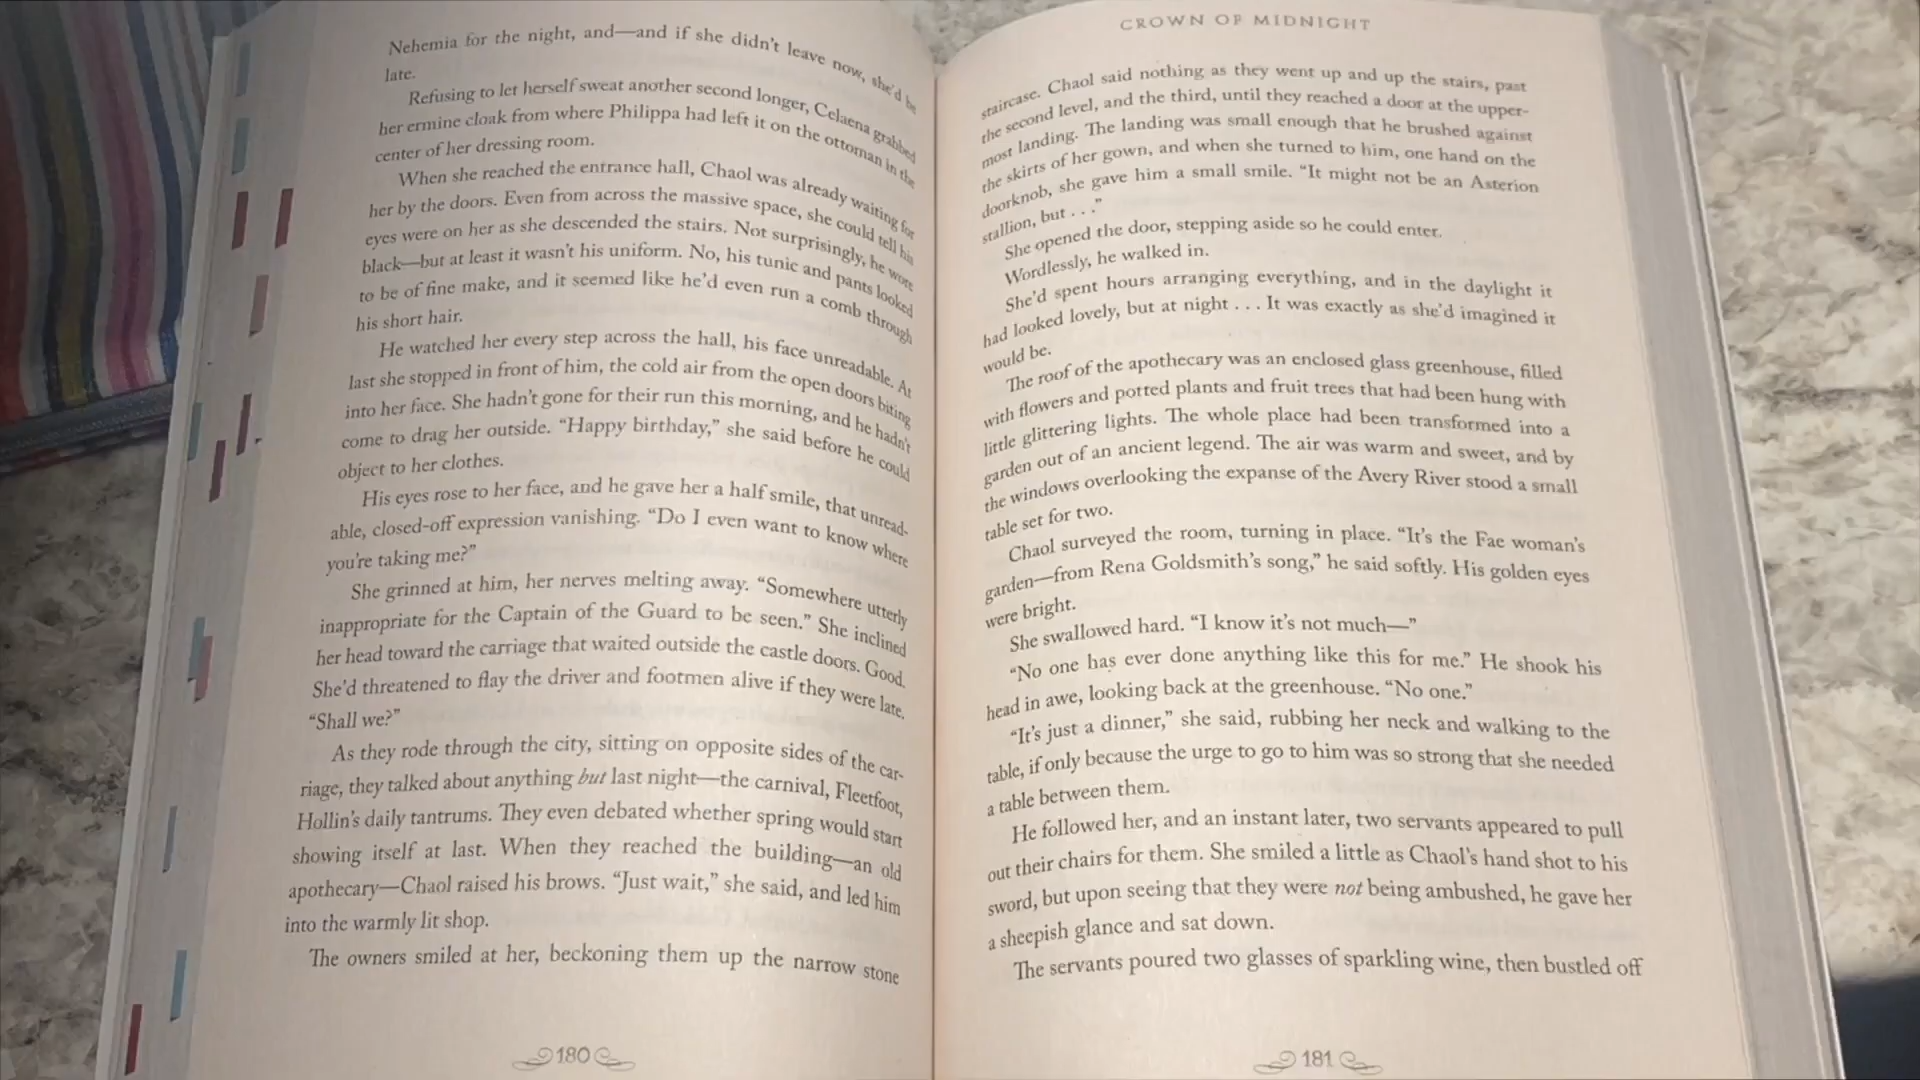 Nehemia for the night, and—and if she didn't leave now, she'd be
late.
Refusing to let herself sweat another second longer, Celaena grabbed
her ermine cloak from where Philippa had left it on the ottoman in the
center of her dressing room.
When she reached the entrance hall, Chaol was already waiting for
her by the doors. Even from across the massive space, she could tell his
eyes were on her as she descended the stairs. Not surprisingly, he wore
black—but at least it wasn't his uniform. No, his tunic and pants looked
to be of fine make, and it seemed like he'd even run a comb through
his short hair.
He watched her every step across the hall, his face unreadable. At
last she stopped in front of him, the cold air from the open doors biting
into her face. She hadn't gone for their run this morning, and he hadn't
come to drag her outside. “Happy birthday,” she said before he could
object to her clothes.
His eyes rose to her face, and he gave her a half smile, that unread-
able, closed-off expression vanishing. “Do I even want to know where
you're taking me?”
She grinned at him, her nerves melting away. “Somewhere utterly
inappropriate for the Captain of the Guard to be seen.” She inclined
her head toward the carriage that waited outside the castle doors. Good.
She'd threatened to flay the driver and footmen alive if they were late.
“Shall we?”
As they rode through the city, sitting on opposite sides of the car-
riage, they talked about anything but last night—the carnival, Fleetfoot,
Hollin's daily tantrums. They even debated whether spring would start
showing itself at last. When they reached the building—an old
apothecary—Chaol raised his brows. “Just wait,” she said, and led him
into the warmly lit shop.
The owners smiled at her, beckoning them up the narrow stone
180
CROWN OF MIDNIGHT
staircase. Chaol said nothing as they went up and up the stairs, past
the second level, and the third, until they reached a door at the upper-
most landing. The landing was small enough that he brushed against
the skirts of her gown, and when she turned to him, one hand on the
doorknob, she gave him a small smile. “It might not be an Asterion
stallion, but . . .”
She opened the door, stepping aside so he could enter.
Wordlessly, he walked in.
She'd spent hours arranging everything, and in the daylight it
had looked lovely, but at night . . . It was exactly as she'd imagined it
would be.
The roof of the apothecary was an enclosed glass greenhouse, filled
with flowers and potted plants and fruit trees that had been hung with
little glittering lights. The whole place had been transformed into a
garden out of an ancient legend. The air was warm and sweet, and by
the windows overlooking the expanse of the Avery River stood a small
table set for two.
Chaol surveyed the room, turning in place. “It's the Fae woman's
garden—from Rena Goldsmith's song,” he said softly. His golden eyes
were bright.
She swallowed hard. “I know it's not much—”
“No one has ever done anything like this for me.” He shook his
head in awe, looking back at the greenhouse. “No one.”
“It's just a dinner,” she said, rubbing her neck and walking to the
table, if only because the urge to go to him was so strong that she needed
a table between them.
He followed her, and an instant later, two servants appeared to pull
out their chairs for them. She smiled a little as Chaol's hand shot to his
sword, but upon seeing that they were not being ambushed, he gave her
a sheepish glance and sat down.
The servants poured two glasses of sparkling wine, then bustled off
181